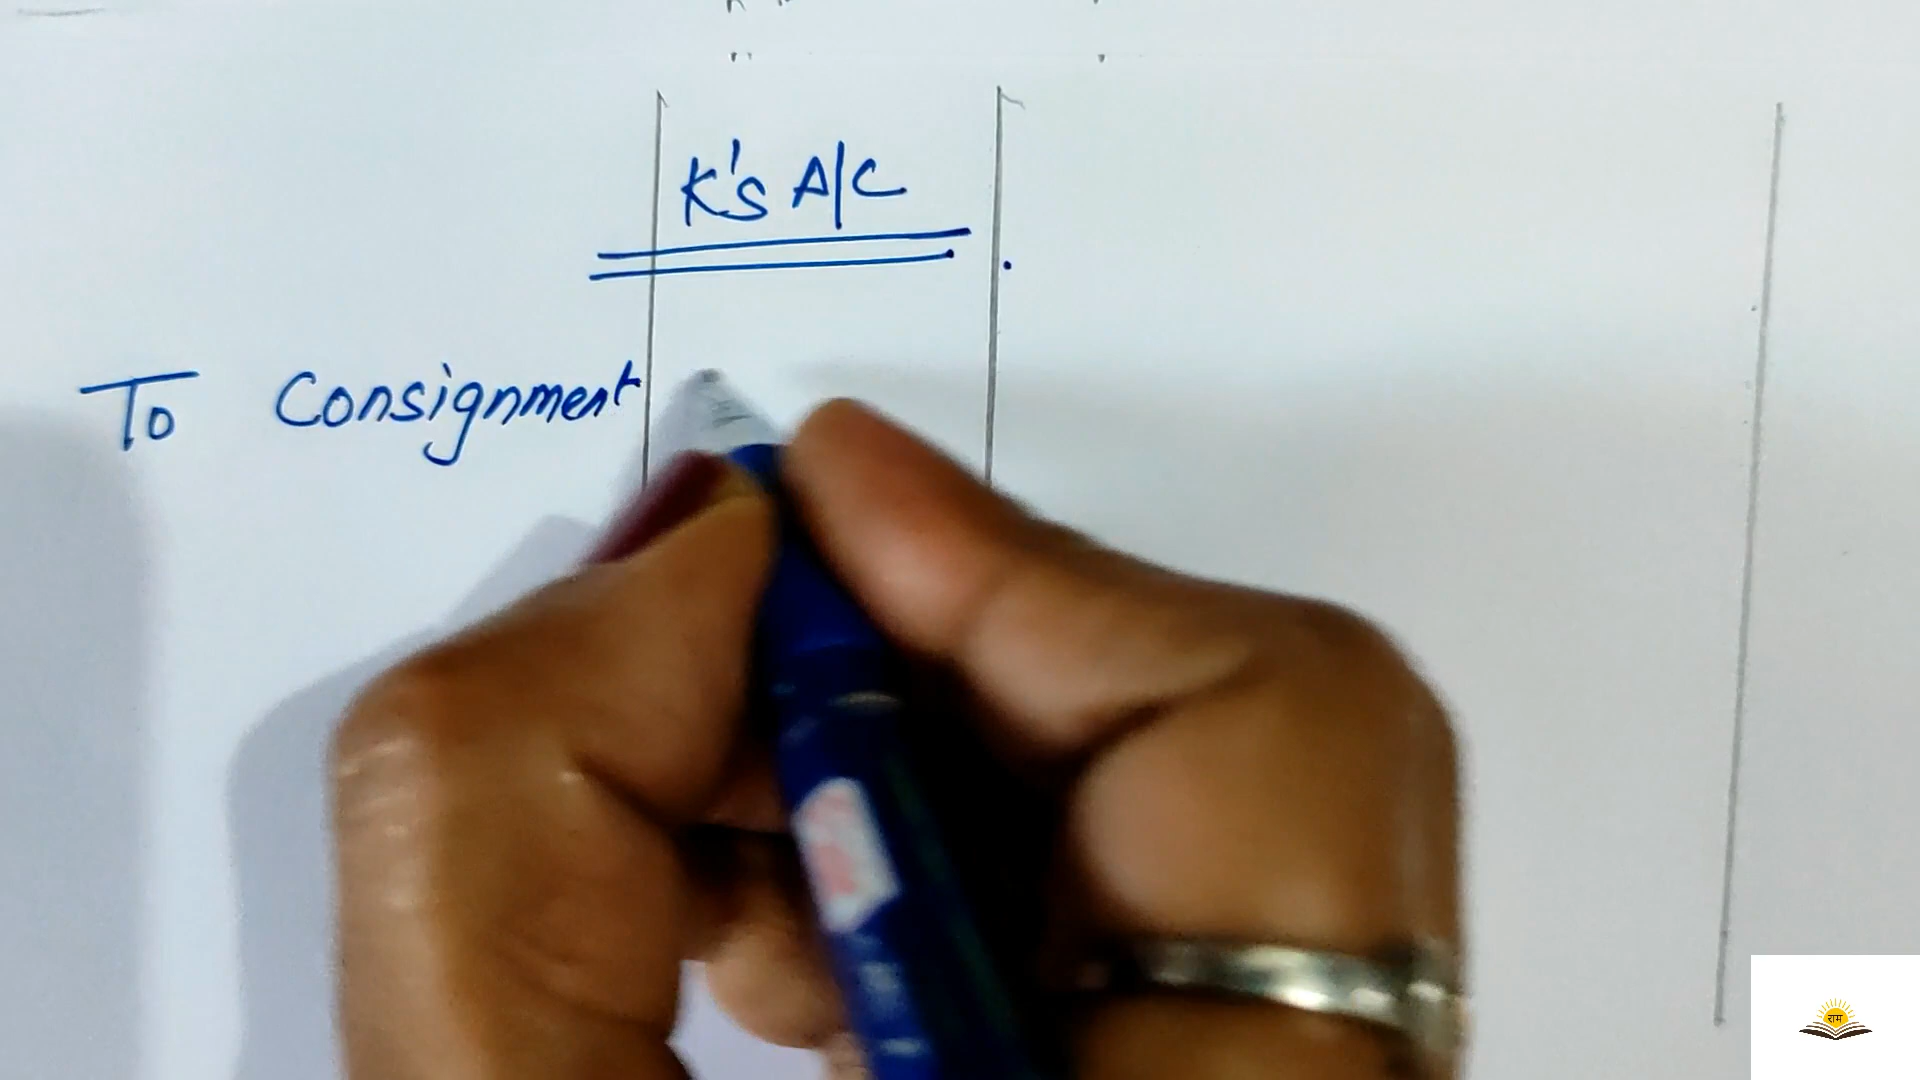 K's A/C
To Consignment
राम